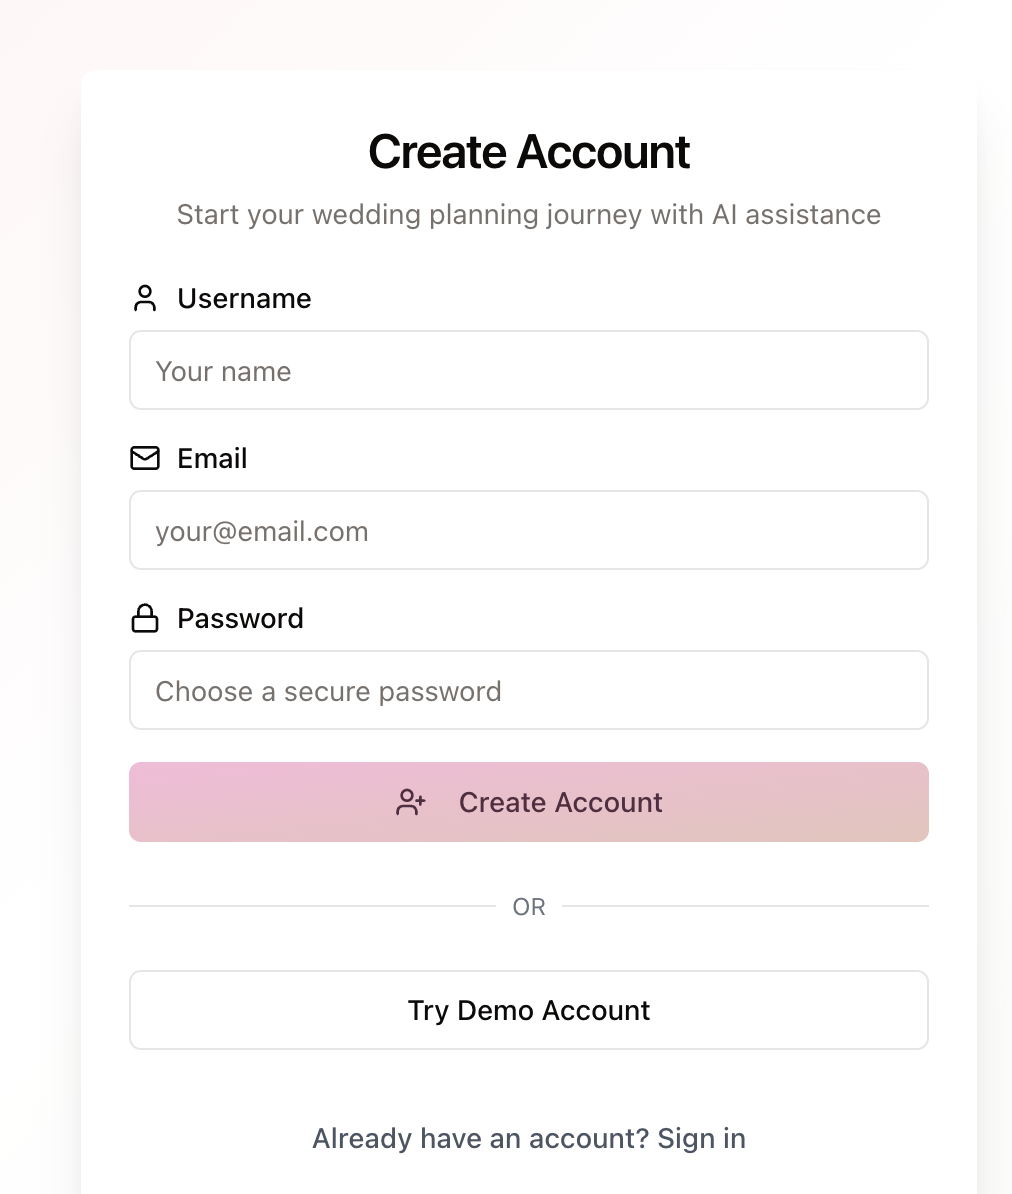 Create Account
Start your wedding planning journey with AI assistance
Username
Your name
Email
your@email.com
Password
Choose a secure password
Create Account
OR
Try Demo Account
Already have an account? Sign in